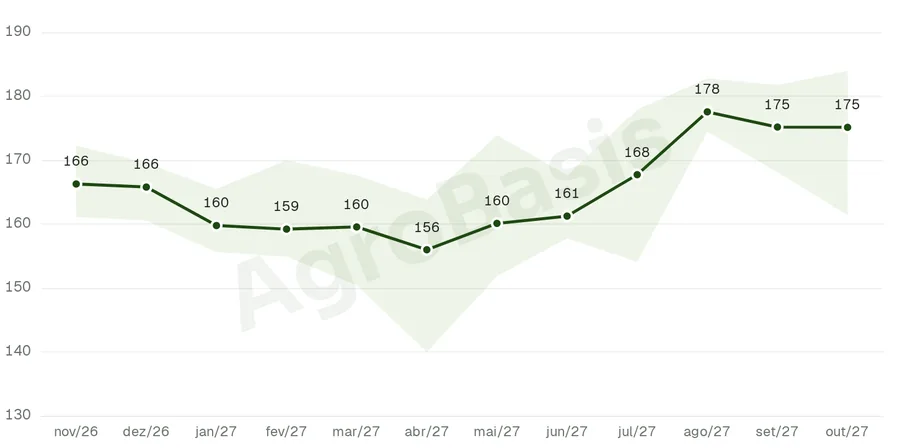 190
180
170
160
150
140
130
166
166
160
159
160
156
160
161
168
178
175
175
AgroBasis
nov/26
dez/26
jan/27
fev/27
mar/27
abr/27
mai/27
jun/27
jul/27
ago/27
set/27
out/27